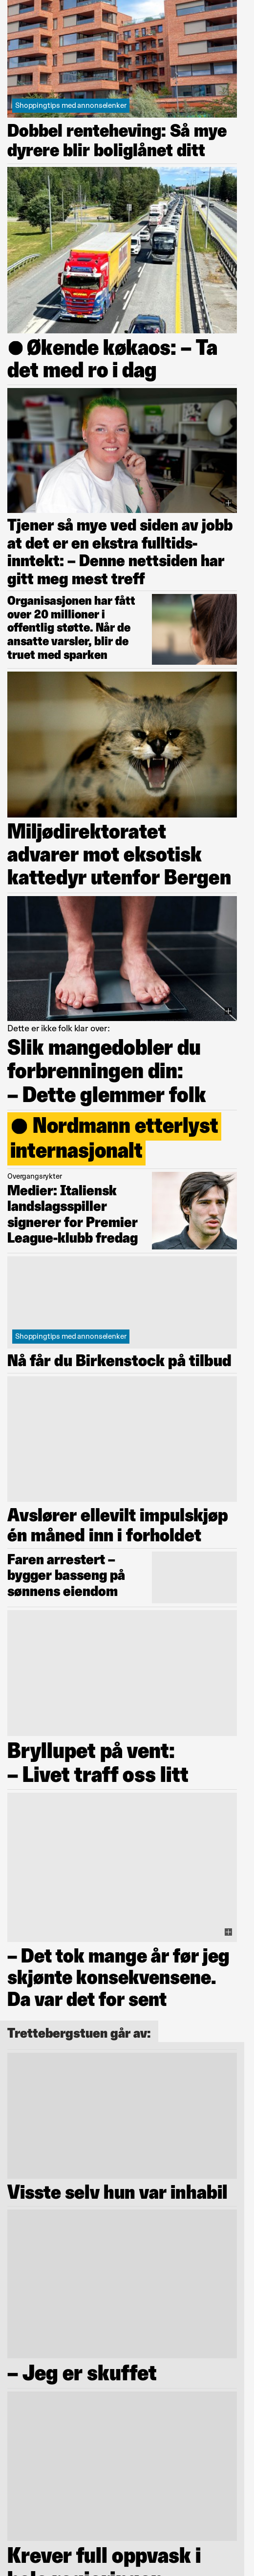 Shoppingtips med annonselenker
Dobbel renteheving: Så mye
dyrere blir boliglånet ditt
● Økende køkaos: – Ta
det med ro i dag
Tjener så mye ved siden av jobb
at det er en ekstra fulltids-
inntekt: – Denne nettsiden har
gitt meg mest treff
Organisasjonen har fått
over 20 millioner i
offentlig støtte. Når de
ansatte varsler, blir de
truet med sparken
Miljødirektoratet
advarer mot eksotisk
kattedyr utenfor Bergen
Dette er ikke folk klar over:
Slik mangedobler du
forbrenningen din:
– Dette glemmer folk
● Nordmann etterlyst
internasjonalt
Overgangsrykter
Medier: Italiensk
landslagsspiller
signerer for Premier
League-klubb fredag
Shoppingtips med annonselenker
Nå får du Birkenstock på tilbud
Avslører ellevilt impulskjøp
én måned inn i forholdet
Faren arrestert –
bygger basseng på
sønnens eiendom
Bryllupet på vent:
– Livet traff oss litt
– Det tok mange år før jeg
skjønte konsekvensene.
Da var det for sent
Trettebergstuen går av:
Visste selv hun var inhabil
– Jeg er skuffet
Krever full oppvask i